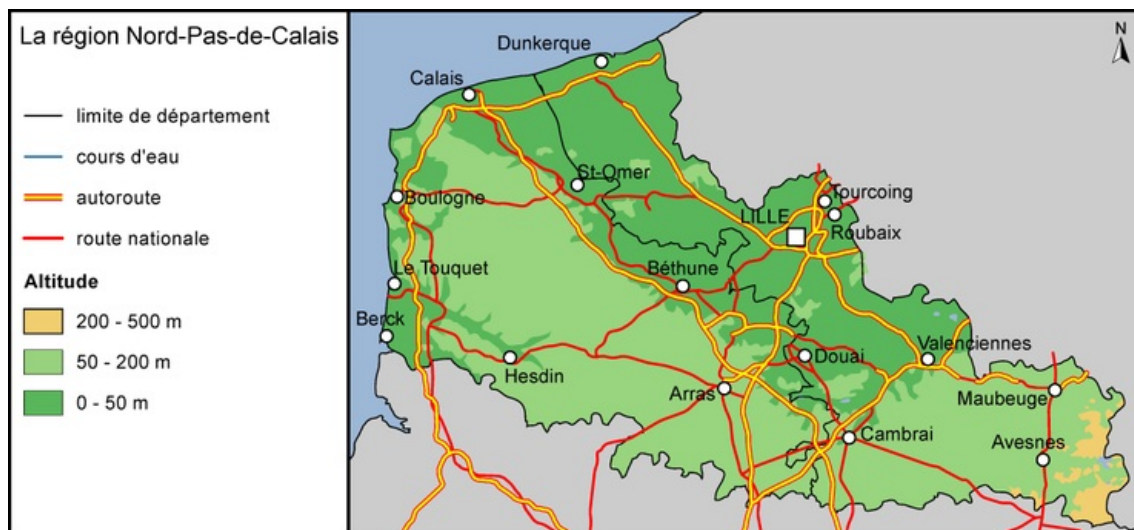 La région Nord-Pas-de-Calais
limite de département
cours d'eau
autoroute
route nationale
Altitude
200 - 500 m
50 - 200 m
0 - 50 m
N
Dunkerque
Calais
St-Omer
Tourcoing
Boulogne
LILLE
Roubaix
Le Touquet
Béthune
Berck
Valenciennes
Douai
Hesdin
Arras
Maubeuge
Cambrai
Avesnes